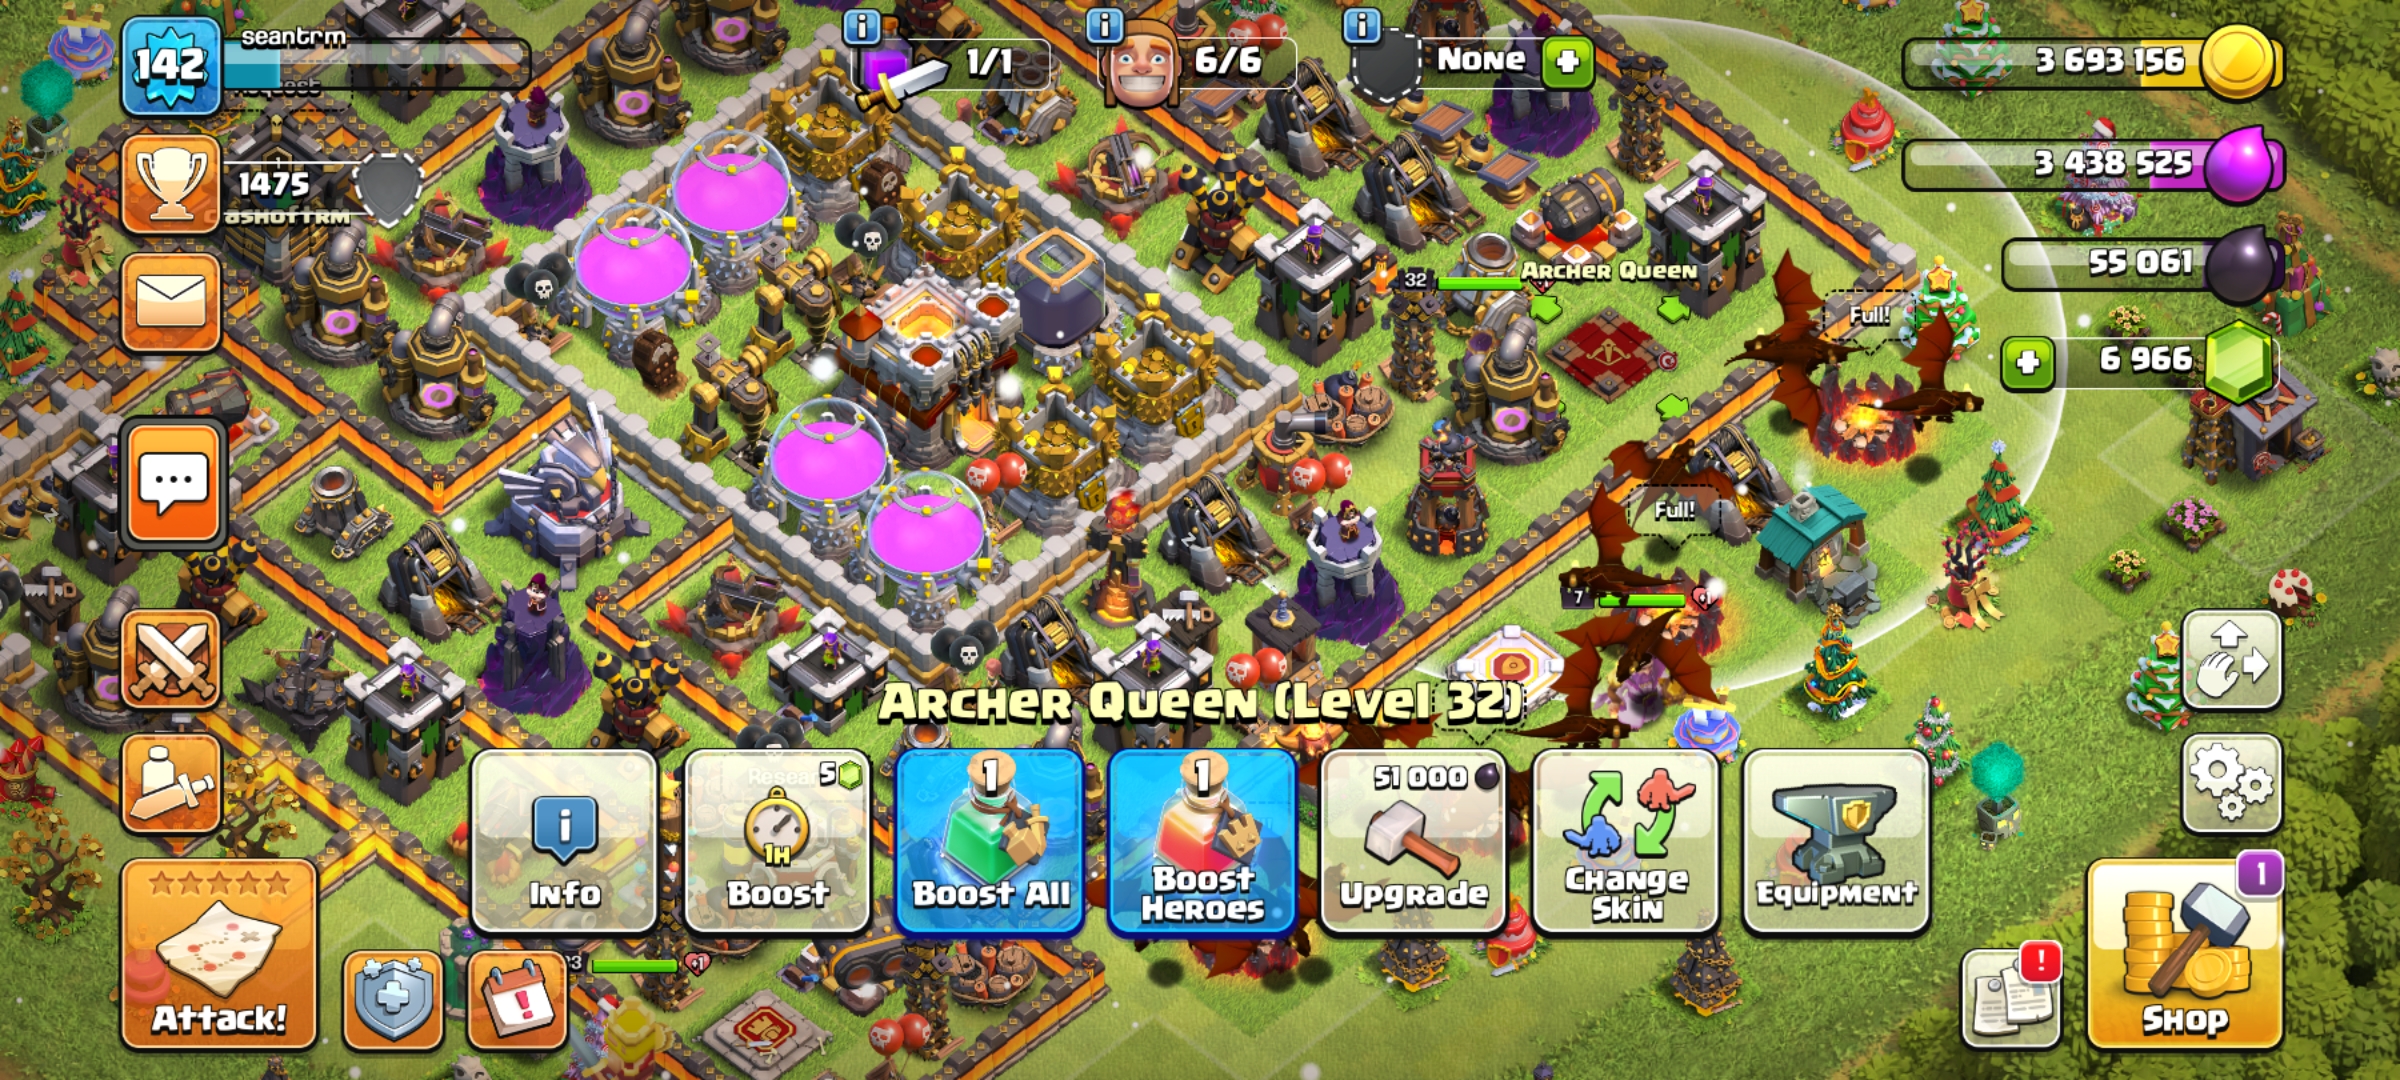 142
seantrm
1/1
6/6
None
3 693 156
3 438 525
1475
55 061
6 966
32
Archer Queen
Full!
Full!
7
Archer Queen (Level 32)
Info
5
1H
Boost
1
Boost All
1
Boost
Heroes
51 000
Upgrade
Change
Skin
Equipment
Attack!
1
Shop